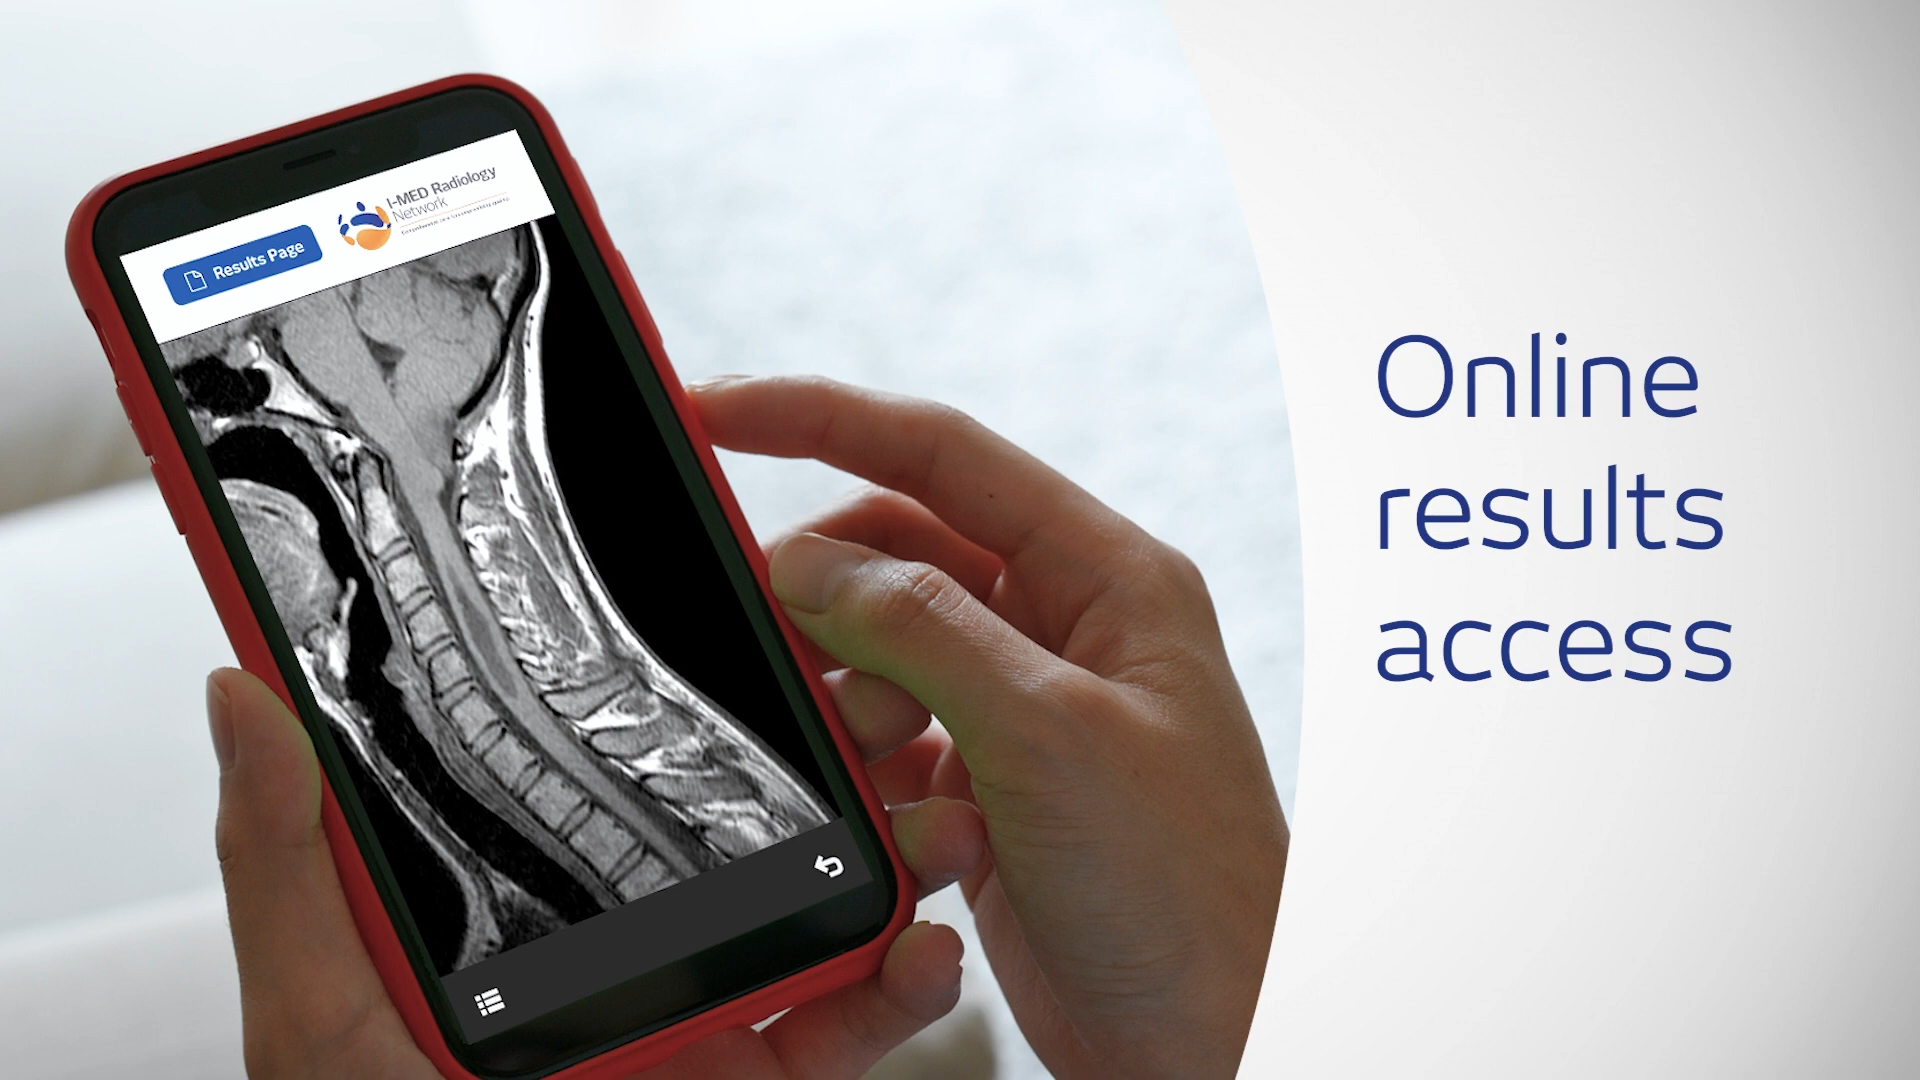 I-MED Radiology
Network
Results Page
Online
results
access